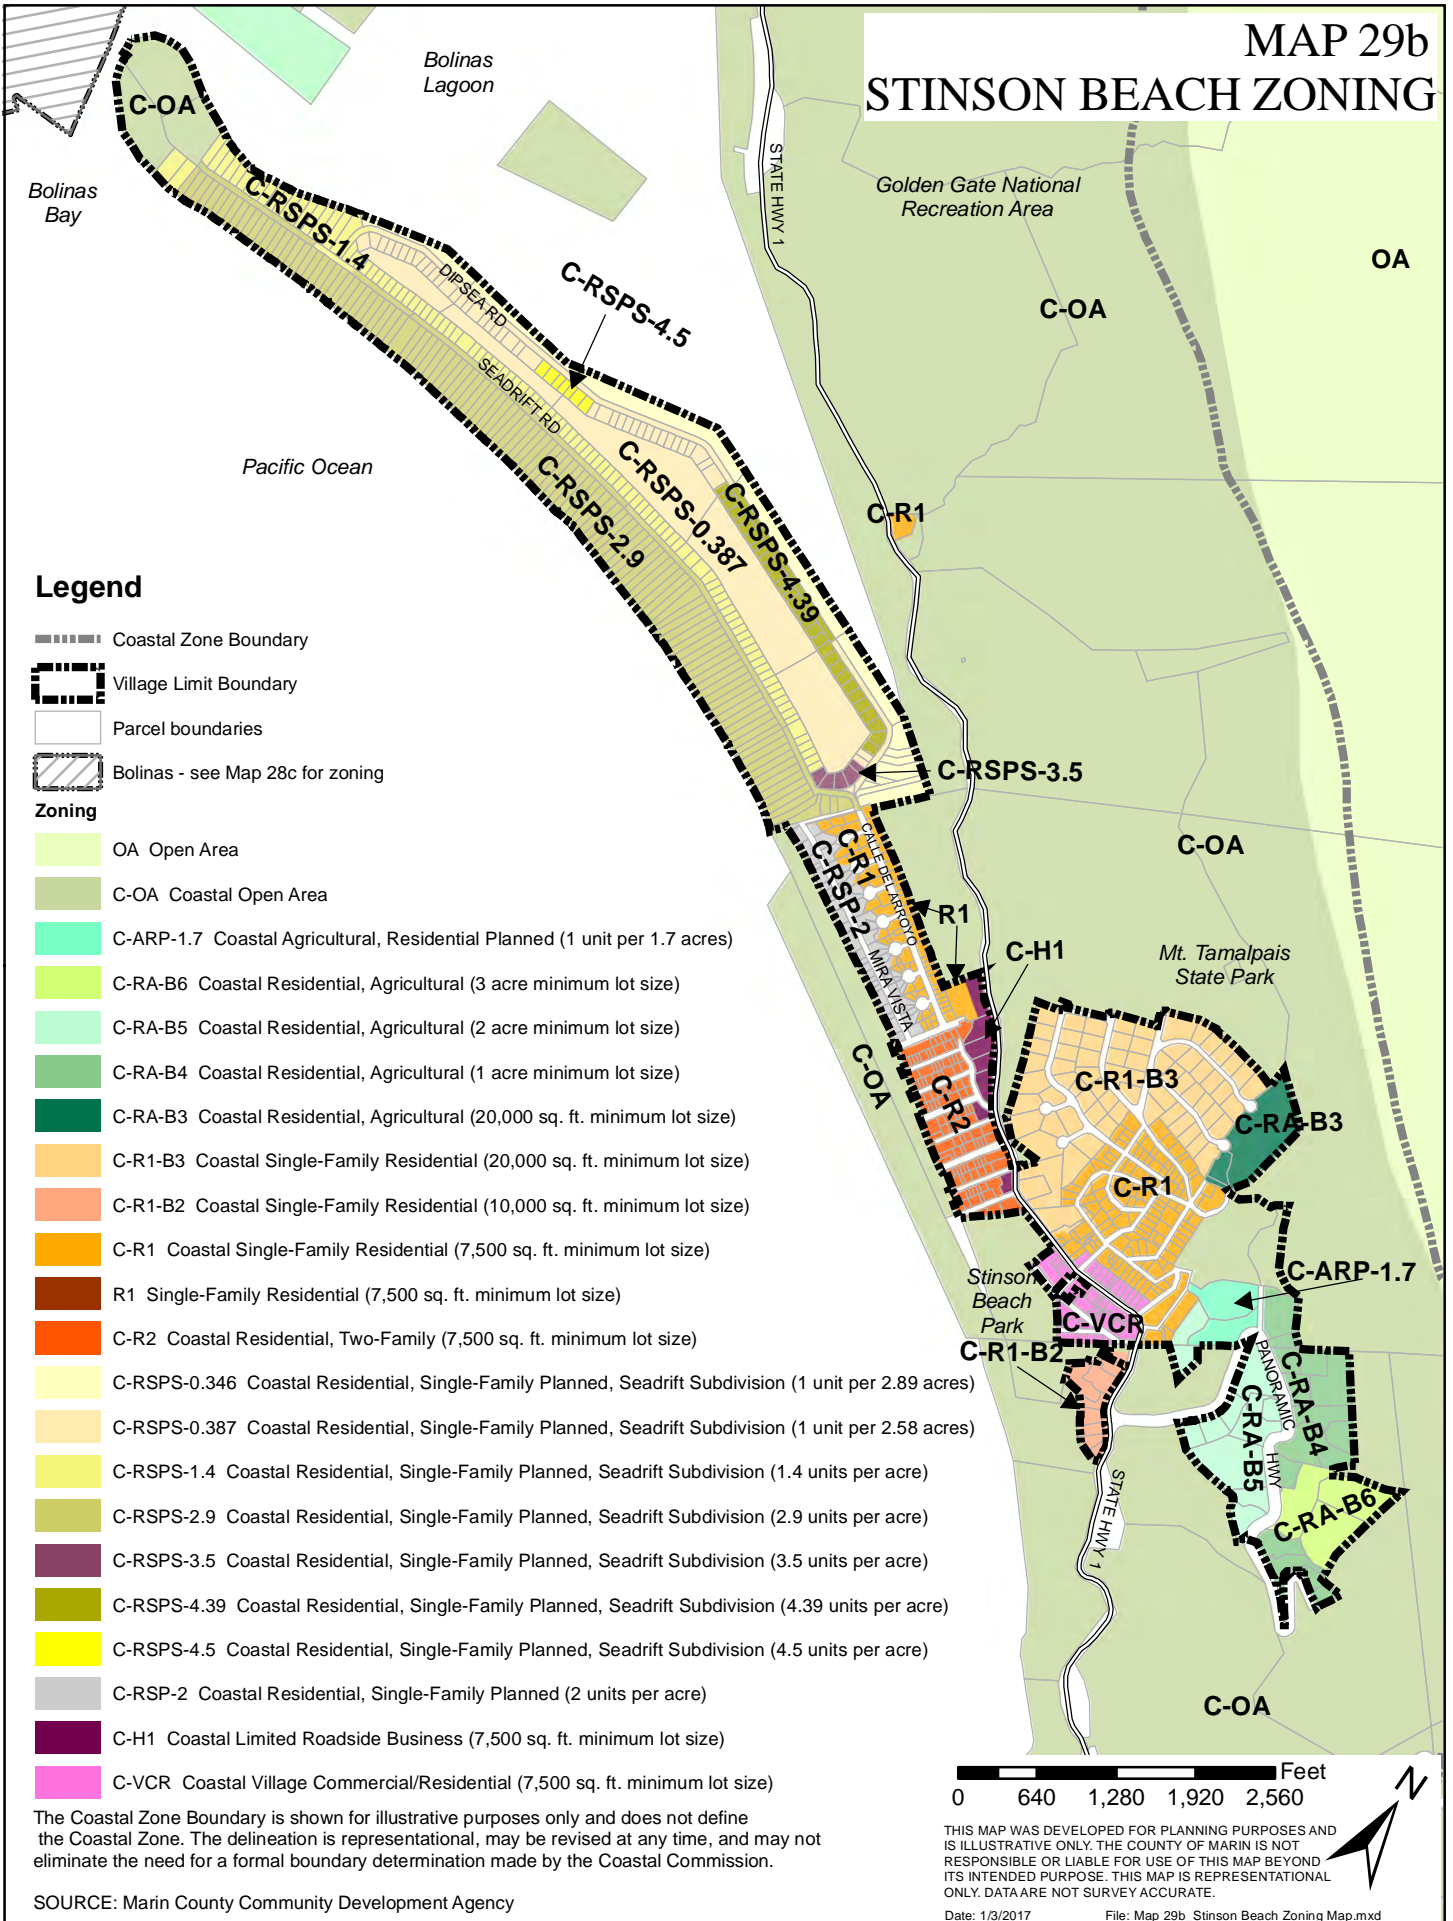 MAP 29b
STINSON BEACH ZONING
Bolinas
Lagoon
C-OA
Bolinas
Bay
STATE HWY 1
Golden Gate National
Recreation Area
OA
C-RSPS-1.4
DIPSEA RD
C-RSPS-4.5
C-OA
SEADRIFT RD
Pacific Ocean
C-RSPS-2.9
C-RSPS-0.387
C-RSPS-4.39
C-R1
C-RSPS-3.5
C-R1
CALLE DEL ARROYO
C-RSP-2
MIRA VISTA
R1
C-H1
C-OA
Mt. Tamalpais
State Park
C-OA
C-R2
C-R1-B3
C-RA-B3
C-R1
Stinson
Beach
Park
C-ARP-1.7
C-VCR
C-R1-B2
PANORAMIC
HWY
C-RA-B4
C-RA-B5
C-RA-B6
STATE HWY 1
C-OA
Legend
Coastal Zone Boundary
Village Limit Boundary
Parcel boundaries
Bolinas - see Map 28c for zoning
Zoning
OA Open Area
C-OA Coastal Open Area
C-ARP-1.7 Coastal Agricultural, Residential Planned (1 unit per 1.7 acres)
C-RA-B6 Coastal Residential, Agricultural (3 acre minimum lot size)
C-RA-B5 Coastal Residential, Agricultural (2 acre minimum lot size)
C-RA-B4 Coastal Residential, Agricultural (1 acre minimum lot size)
C-RA-B3 Coastal Residential, Agricultural (20,000 sq. ft. minimum lot size)
C-R1-B3 Coastal Single-Family Residential (20,000 sq. ft. minimum lot size)
C-R1-B2 Coastal Single-Family Residential (10,000 sq. ft. minimum lot size)
C-R1 Coastal Single-Family Residential (7,500 sq. ft. minimum lot size)
R1 Single-Family Residential (7,500 sq. ft. minimum lot size)
C-R2 Coastal Residential, Two-Family (7,500 sq. ft. minimum lot size)
C-RSPS-0.346 Coastal Residential, Single-Family Planned, Seadrift Subdivision (1 unit per 2.89 acres)
C-RSPS-0.387 Coastal Residential, Single-Family Planned, Seadrift Subdivision (1 unit per 2.58 acres)
C-RSPS-1.4 Coastal Residential, Single-Family Planned, Seadrift Subdivision (1.4 units per acre)
C-RSPS-2.9 Coastal Residential, Single-Family Planned, Seadrift Subdivision (2.9 units per acre)
C-RSPS-3.5 Coastal Residential, Single-Family Planned, Seadrift Subdivision (3.5 units per acre)
C-RSPS-4.39 Coastal Residential, Single-Family Planned, Seadrift Subdivision (4.39 units per acre)
C-RSPS-4.5 Coastal Residential, Single-Family Planned, Seadrift Subdivision (4.5 units per acre)
C-RSP-2 Coastal Residential, Single-Family Planned (2 units per acre)
C-H1 Coastal Limited Roadside Business (7,500 sq. ft. minimum lot size)
C-VCR Coastal Village Commercial/Residential (7,500 sq. ft. minimum lot size)
The Coastal Zone Boundary is shown for illustrative purposes only and does not define
the Coastal Zone. The delineation is representational, may be revised at any time, and may not
eliminate the need for a formal boundary determination made by the Coastal Commission.
SOURCE: Marin County Community Development Agency
Feet
0 640 1,280 1,920 2,560
N
THIS MAP WAS DEVELOPED FOR PLANNING PURPOSES AND
IS ILLUSTRATIVE ONLY. THE COUNTY OF MARIN IS NOT
RESPONSIBLE OR LIABLE FOR USE OF THIS MAP BEYOND
ITS INTENDED PURPOSE. THIS MAP IS REPRESENTATIONAL
ONLY. DATA ARE NOT SURVEY ACCURATE.
Date: 1/3/2017 File: Map 29b Stinson Beach Zoning Map.mxd